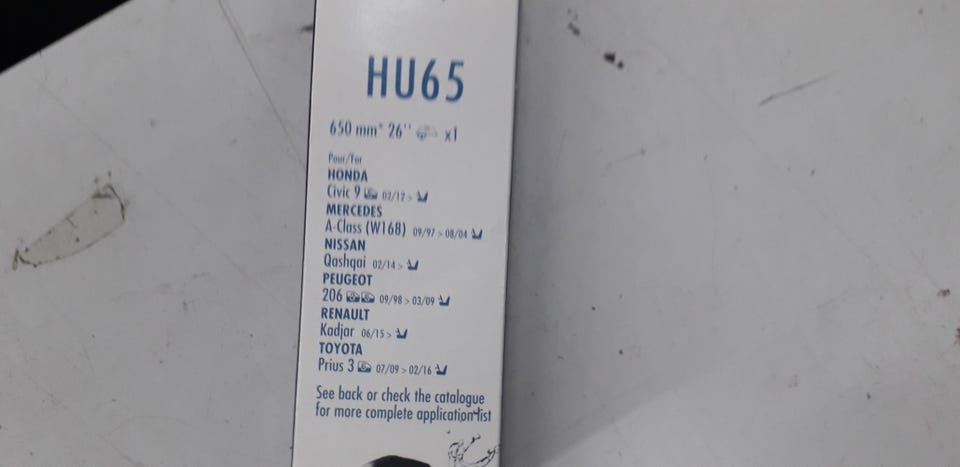 HU65
650 mm* 26'' x1
Pour/For
HONDA
Civic 9 02/12 >
MERCEDES
A-Class (W168) 09/97 > 08/04
NISSAN
Qashqai 02/14 >
PEUGEOT
206 09/98 > 03/09
RENAULT
Kadjar 06/15 >
TOYOTA
Prius 3 07/09 > 02/16
See back or check the catalogue
for more complete application list